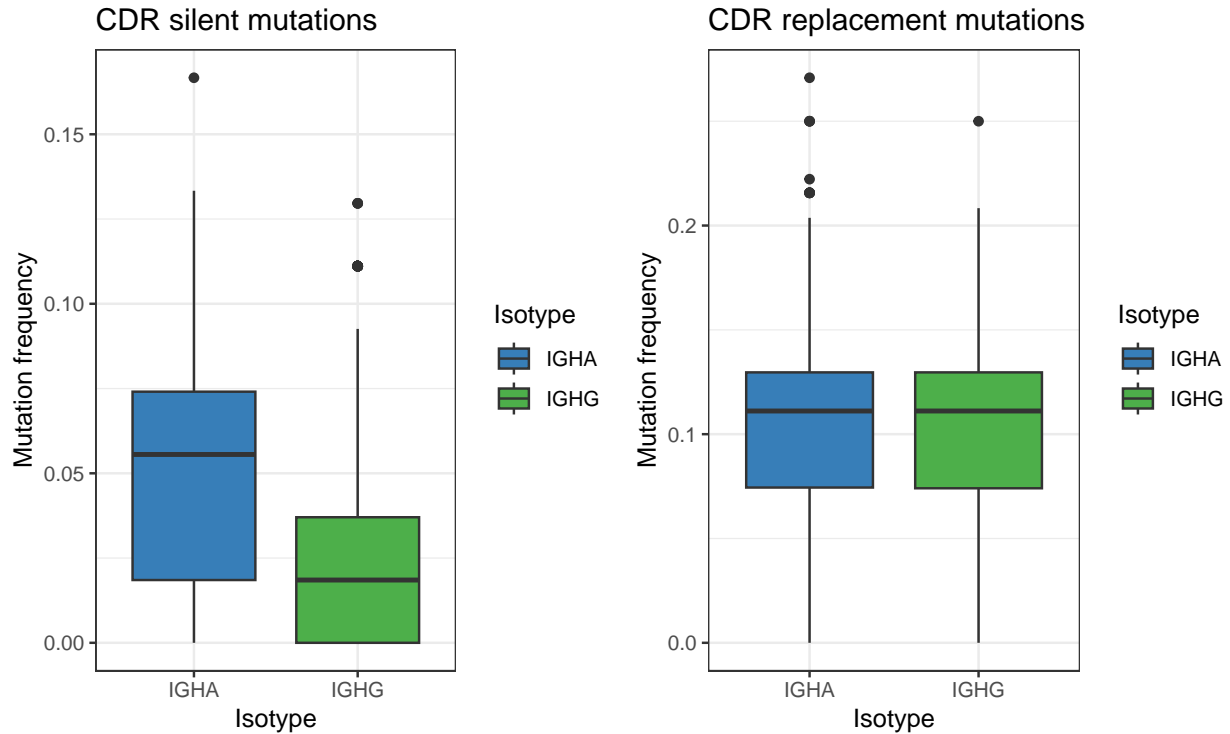 CDR silent mutations
Mutation frequency
0.15
0.10
0.05
0.00
IGHA
IGHG
Isotype
Isotype
IGHA
IGHG
CDR replacement mutations
Mutation frequency
0.2
0.1
0.0
IGHA
IGHG
Isotype
Isotype
IGHA
IGHG